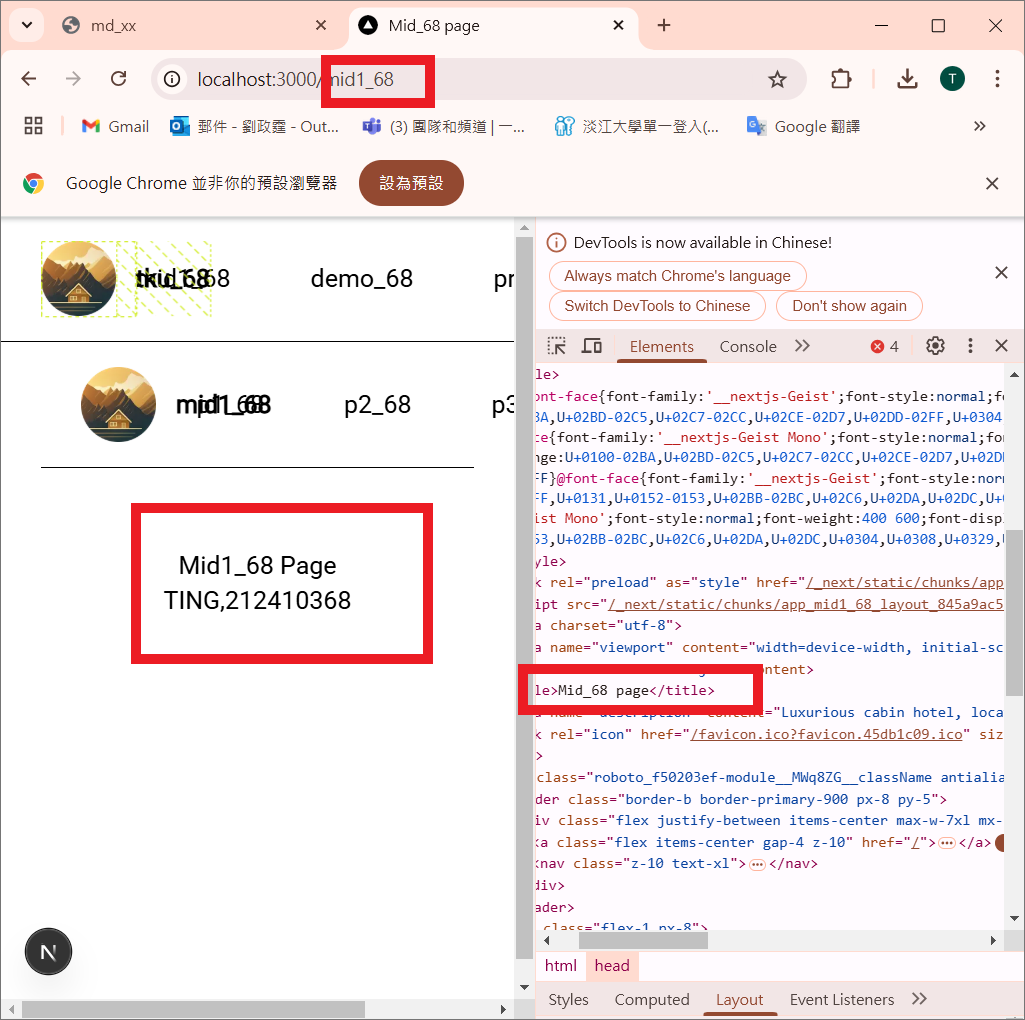 md_xx
Mid_68 page
localhost:3000/mid1_68
T
Gmail
郵件 - 劉政霆 - Out...
(3) 團隊和頻道 | 一...
淡江大學單一登入(...
Google 翻譯
»
Google Chrome 並非你的預設瀏覽器
設為預設
DevTools is now available in Chinese!
Always match Chrome's language
Switch DevTools to Chinese
Don't show again
Elements
Console
4
demo_68
pr
mid1_68
p2_68
p3
Mid1_68 Page
TING,212410368
N
le>
ont-face{font-family:'__nextjs-Geist';font-style:normal;f
BA,U+02BD-02C5,U+02C7-02CC,U+02CE-02D7,U+02DD-02FF,U+0304
ce{font-family:'__nextjs-Geist Mono';font-style:normal;fon
nge:U+0100-02BA,U+02BD-02C5,U+02C7-02CC,U+02CE-02D7,U+02D
FF}@font-face{font-family:'__nextjs-Geist';font-style:nor
FF,U+0131,U+0152-0153,U+02BB-02BC,U+02C6,U+02DA,U+02DC,U+
ist Mono';font-style:normal;font-weight:400 600;font-disp
53,U+02BB-02BC,U+02C6,U+02DA,U+02DC,U+0304,U+0308,U+0329,
yle>
k rel="preload" as="style" href="/_next/static/chunks/app
ipt src="/_next/static/chunks/app_mid1_68_layout_845a9ac5
a charset="utf-8">
a name="viewport" content="width=device-width, initial-sc
ontent>
le>Mid_68 page</title>
"description" content="Luxurious cabin hotel, loca
k rel="icon" href="/favicon.ico?favicon.45db1c09.ico" siz
>
class="roboto_f50203ef-module__MWq8ZG__className antialia
der class="border-b border-primary-900 px-8 py-5">
iv class="flex justify-between items-center max-w-7xl mx-
<a class="flex items-center gap-4 z-10" href="/">…</a>
<nav class="z-10 text-xl">…</nav>
div>
ader>
class="flex-1 px-8">
html
head
Styles
Computed
Layout
Event Listeners